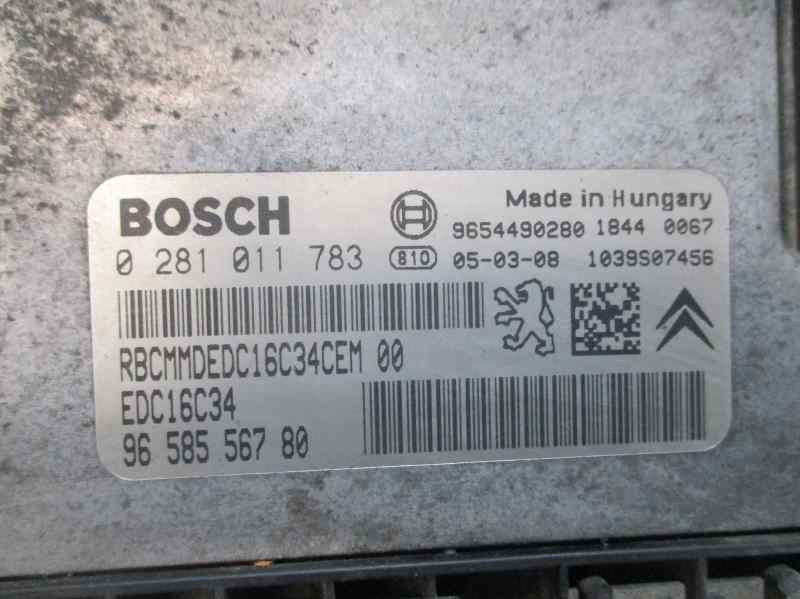 BOSCH
Made in Hungary
9654490280 1844 0067
0 281 011 783 810 05-03-08 1039S07456
RBCMMDEDC16C34CEM 00
EDC16C34
96 585 567 80